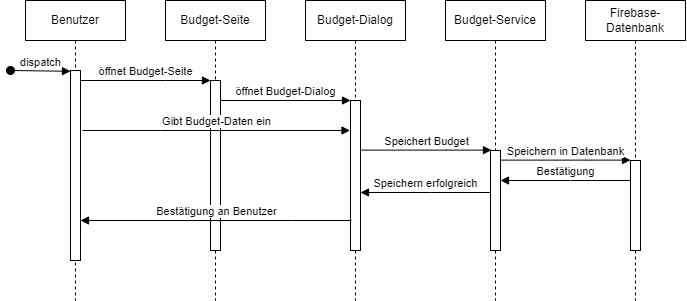 Benutzer
Budget-Seite
Budget-Dialog
Budget-Service
Firebase-
Datenbank
dispatch
öffnet Budget-Seite
öffnet Budget-Dialog
Gibt Budget-Daten ein
Speichert Budget
Speichern in Datenbank
Bestätigung
Speichern erfolgreich
Bestätigung an Benutzer